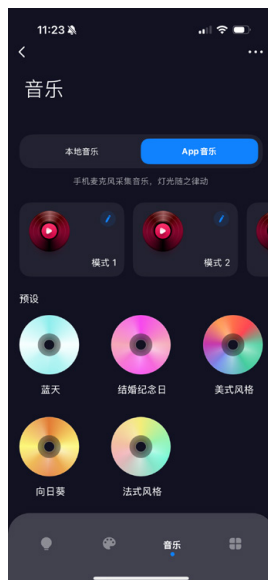 11:23
音乐
本地音乐
App 音乐
手机麦克风采集音乐，灯光随之律动
模式 1
模式 2
预设
蓝天
结婚纪念日
美式风格
向日葵
法式风格
音乐